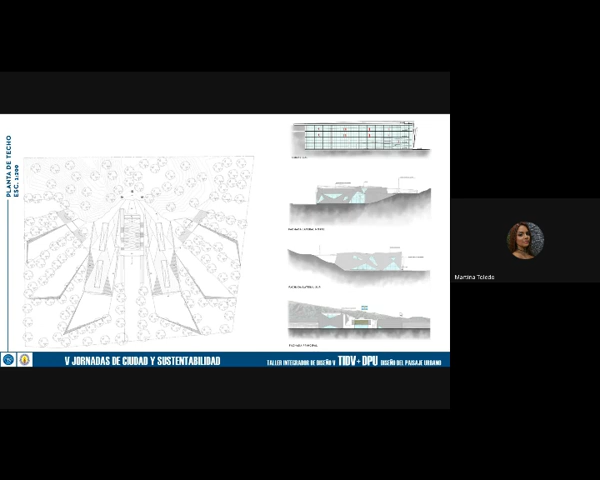 PLANTA DE TECHO
ESC. 1:200
V JORNADAS DE CIUDAD Y SUSTENTABILIDAD
TALLER INTEGRADOR DE DISEÑO V TIDV + DPU DISEÑO DEL PAISAJE URBANO
Martina Toledo